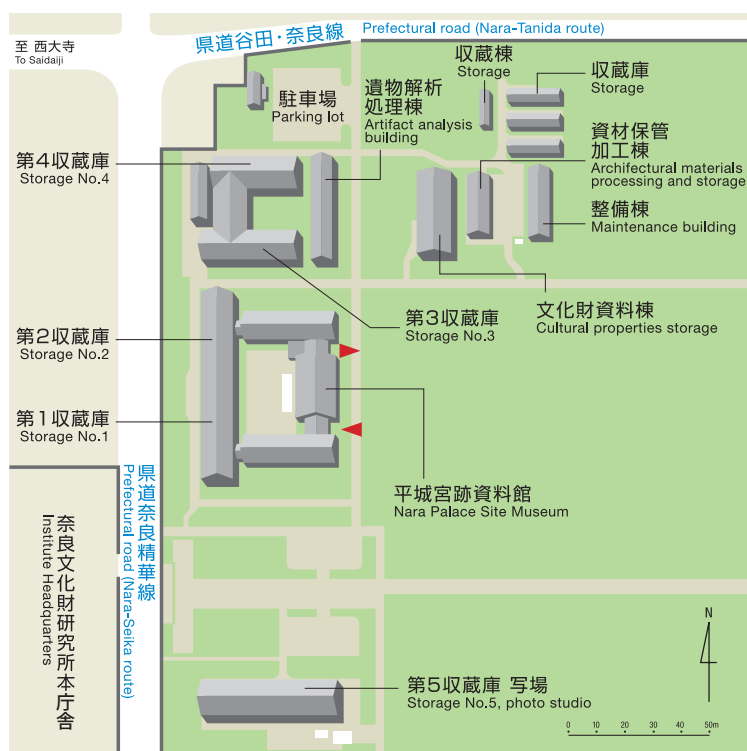 県道谷田・奈良線
Prefectural road (Nara-Tanida route)
至 西大寺
To Saidaiji
駐車場
Parking lot
遺物解析
処理棟
Artifact analysis
building
収蔵棟
Storage
収蔵庫
Storage
資材保管
加工棟
Architectural materials
processing and storage
整備棟
Maintenance building
第4収蔵庫
Storage No.4
文化財資料棟
Cultural properties storage
第3収蔵庫
Storage No.3
第2収蔵庫
Storage No.2
第1収蔵庫
Storage No.1
平城宮跡資料館
Nara Palace Site Museum
県道奈良精華線
Prefectural road (Nara-Seika route)
奈良文化財研究所本庁舎
Institute Headquarters
第5収蔵庫 写場
Storage No.5, photo studio
N
0 10 20 30 40 50m